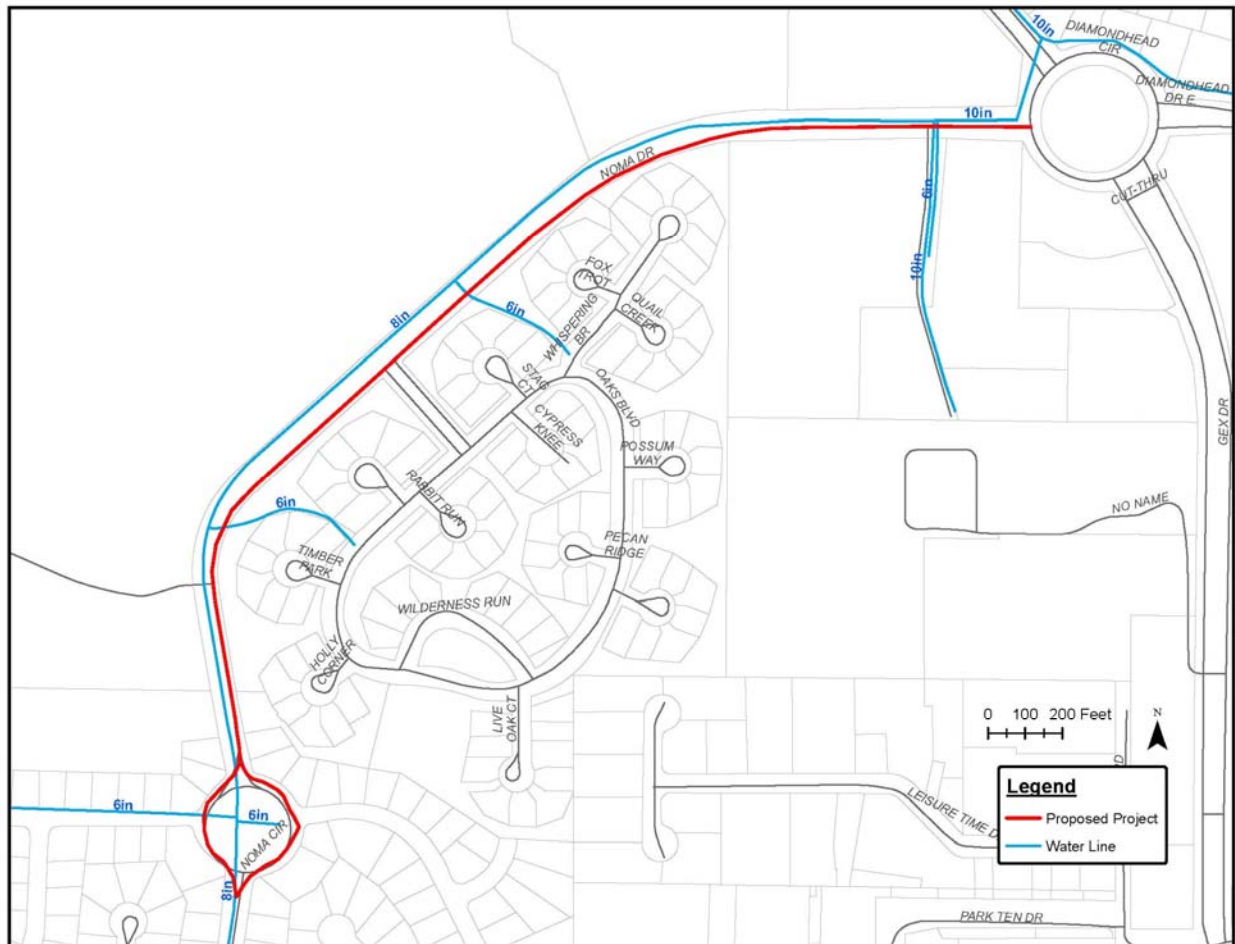 10in
DIAMONDHEAD
CIR
DIAMONDHEAD
DR E
10in
NOMA DR
CUT-THRU
6in
10in
FOX
TROT
QUAIL
CREEK
WHISPERING
BR
6in
8in
STAG
CT
OAKS BLVD
CYPRESS
KNEE
POSSUM
WAY
GEX DR
RABBIT RUN
6in
NO NAME
PECAN
RIDGE
TIMBER
PARK
WILDERNESS RUN
HOLLY
CORNER
LIVE
OAK CT
0 100 200 Feet
N
Legend
Proposed Project
Water Line
LEISURE TIME D
6in
6in
NOMA CIR
8in
PARK TEN DR